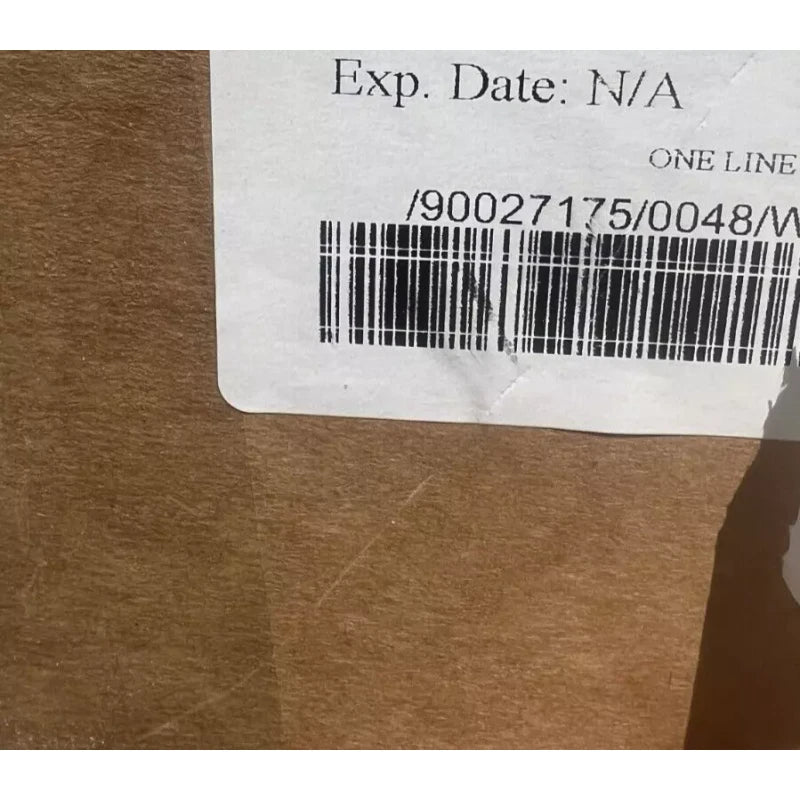 Exp. Date: N/A
ONE LINE
/90027175/0048/W